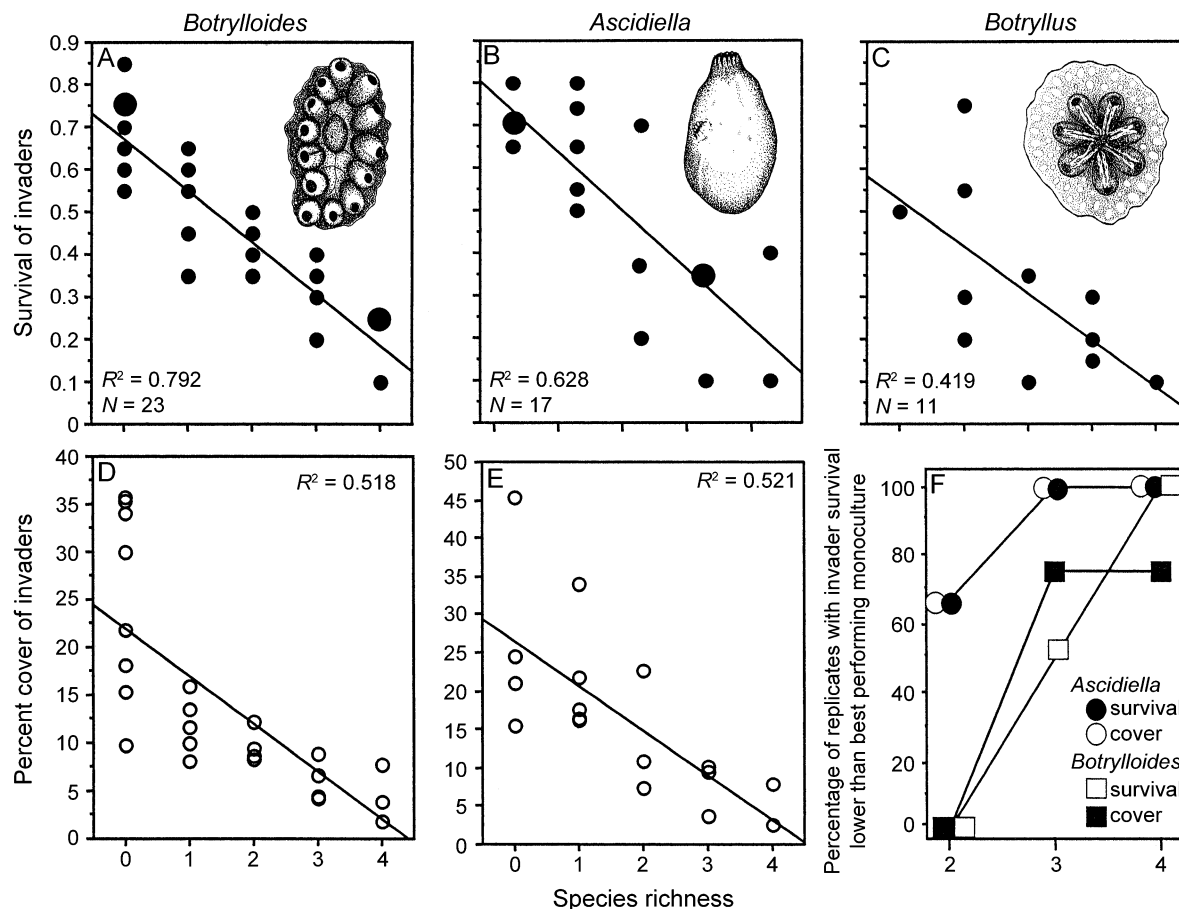 Botrylloides
Ascidiella
Botryllus
Survival of invaders
0.9
0.8
0.7
0.6
0.5
0.4
0.3
0.2
0.1
0
A
R² = 0.792
N = 23
B
R² = 0.628
N = 17
C
R² = 0.419
N = 11
Percent cover of invaders
40
35
30
25
20
15
10
5
0
D
R² = 0.518
0 1 2 3 4
50
45
40
35
30
25
20
15
10
5
0
E
R² = 0.521
0 1 2 3 4
Species richness
Percentage of replicates with invader survival
lower than best performing monoculture
100
80
60
40
20
0
F
Ascidiella
survival
cover
Botrylloides
survival
cover
2 3 4